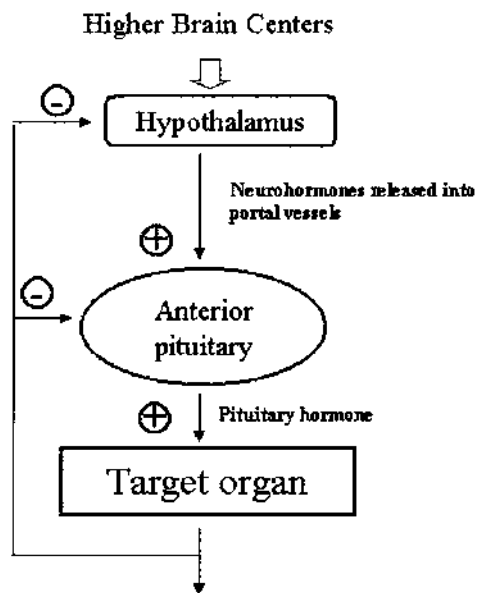 Higher Brain Centers
-
Hypothalamus
Neurohormones released into
portal vessels
+
-
Anterior
pituitary
+
Pituitary hormone
Target organ